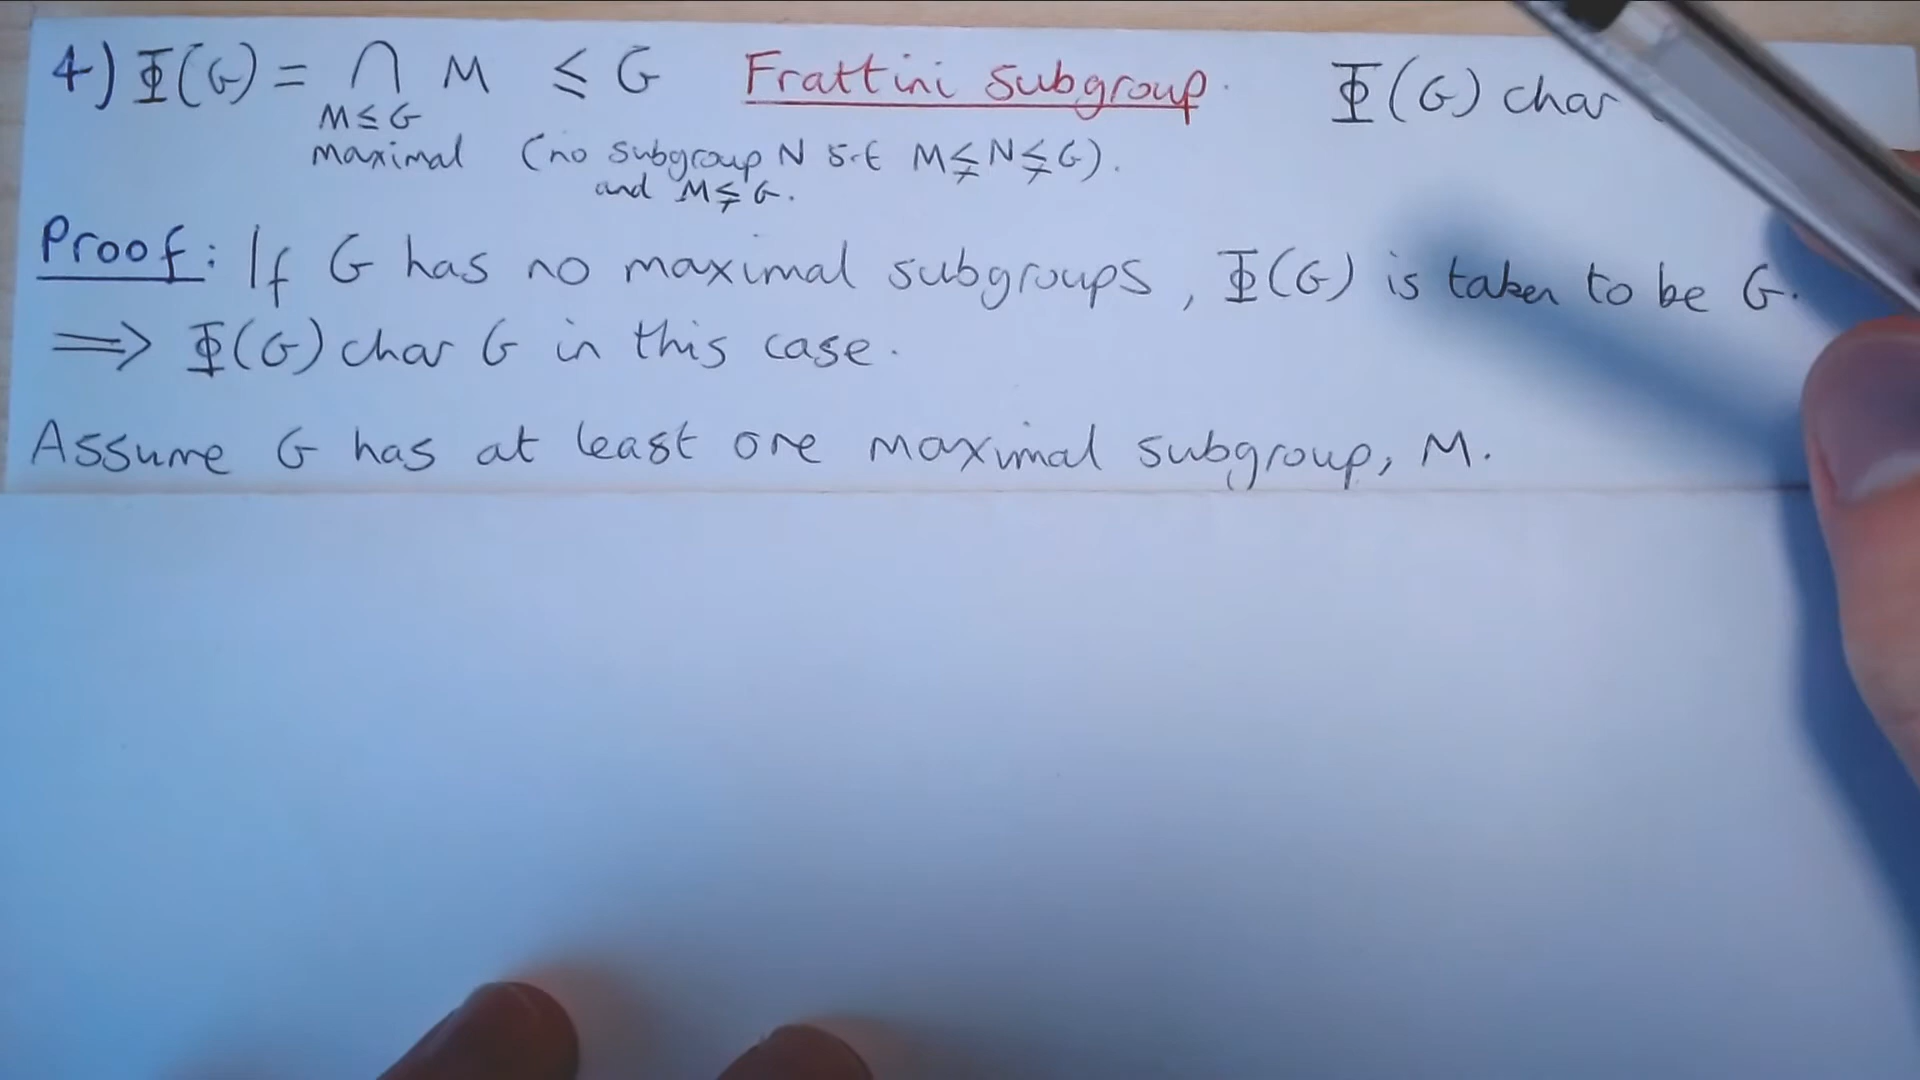 4) Φ(G) = ∩ M ≤ G Frattini Subgroup. Φ(G) char
M≤G
maximal (no subgroup N s.t M⪇N⪇G).
and M⪇G.
Proof: If G has no maximal subgroups, Φ(G) is taken to be G.
⟹ Φ(G) char G in this case.
Assume G has at least one maximal subgroup, M.